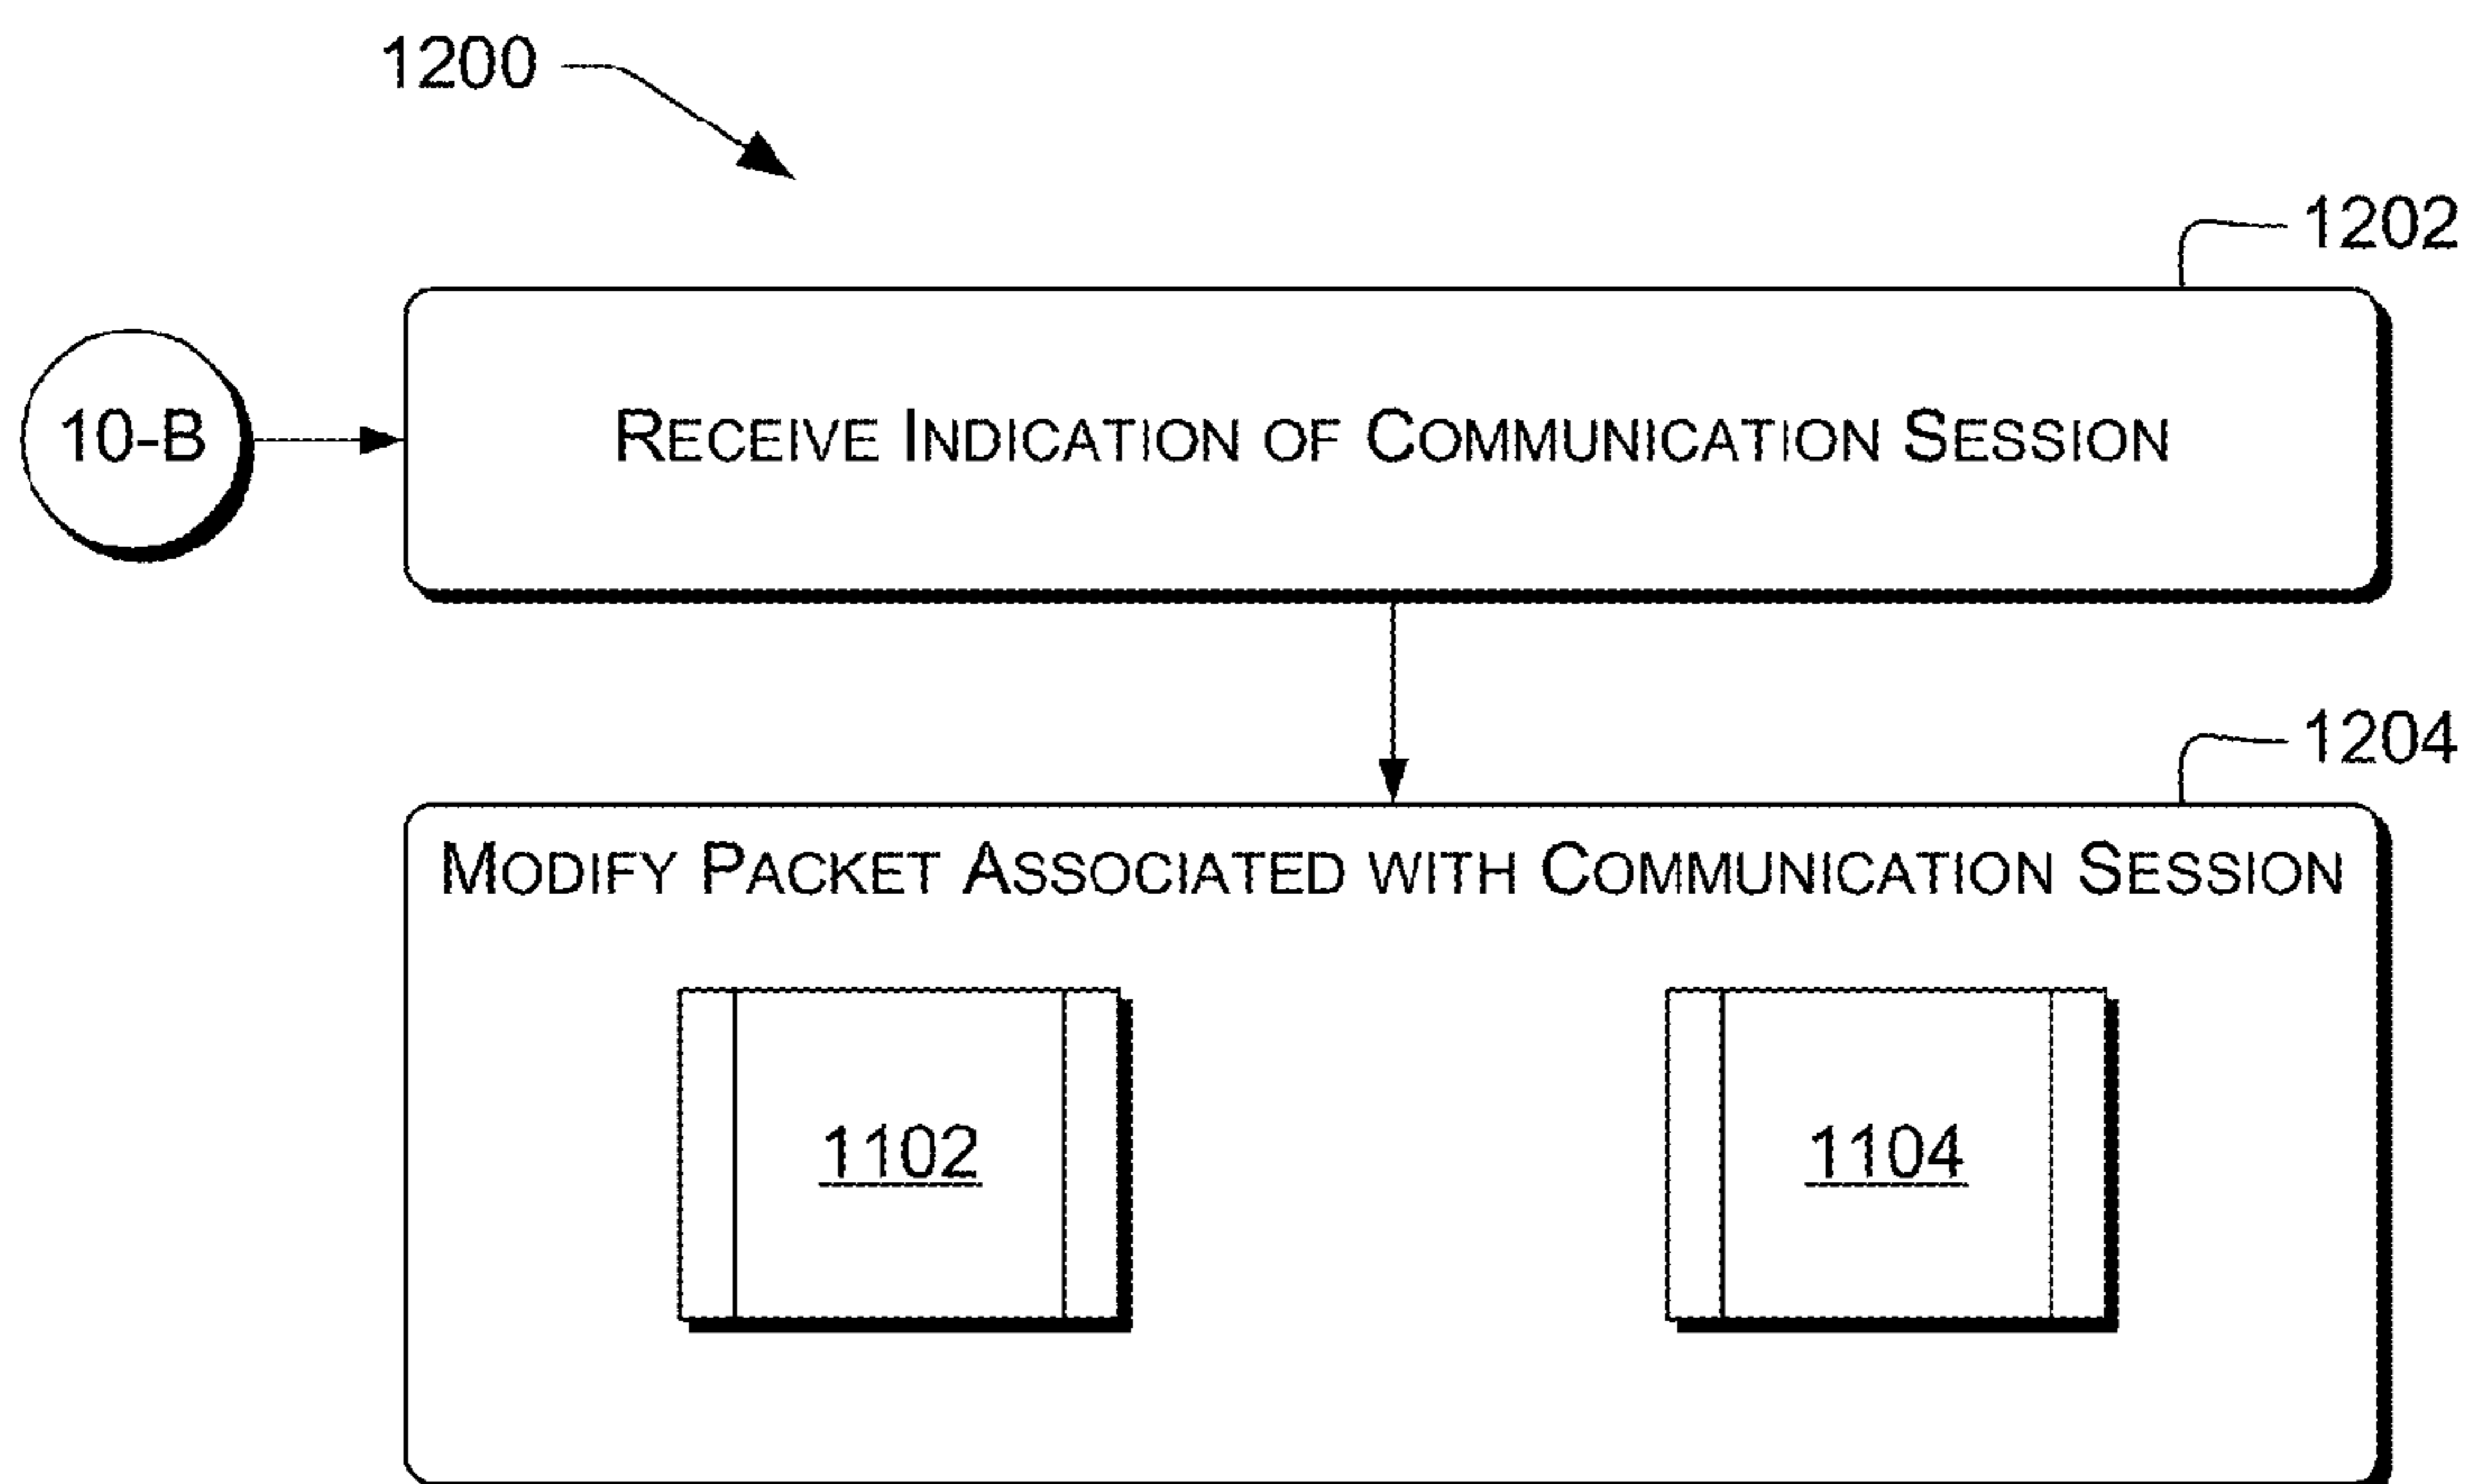 1200
1202
10-B
RECEIVE INDICATION OF COMMUNICATION SESSION
1204
MODIFY PACKET ASSOCIATED WITH COMMUNICATION SESSION
1102
1104